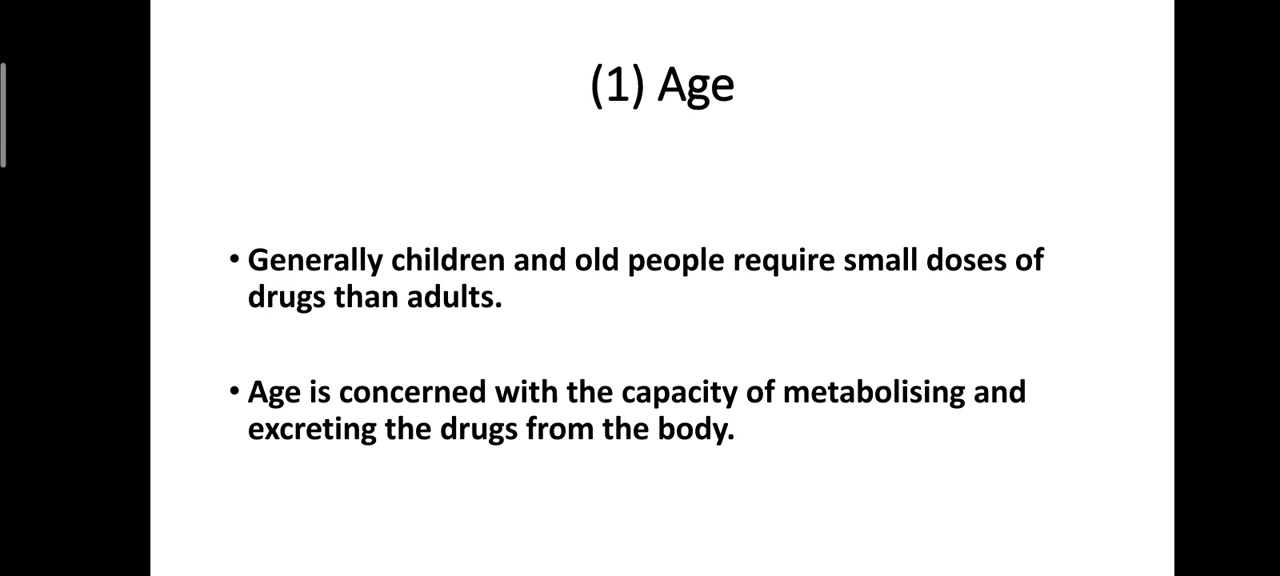 (1) Age
• Generally children and old people require small doses of
drugs than adults.
• Age is concerned with the capacity of metabolising and
excreting the drugs from the body.